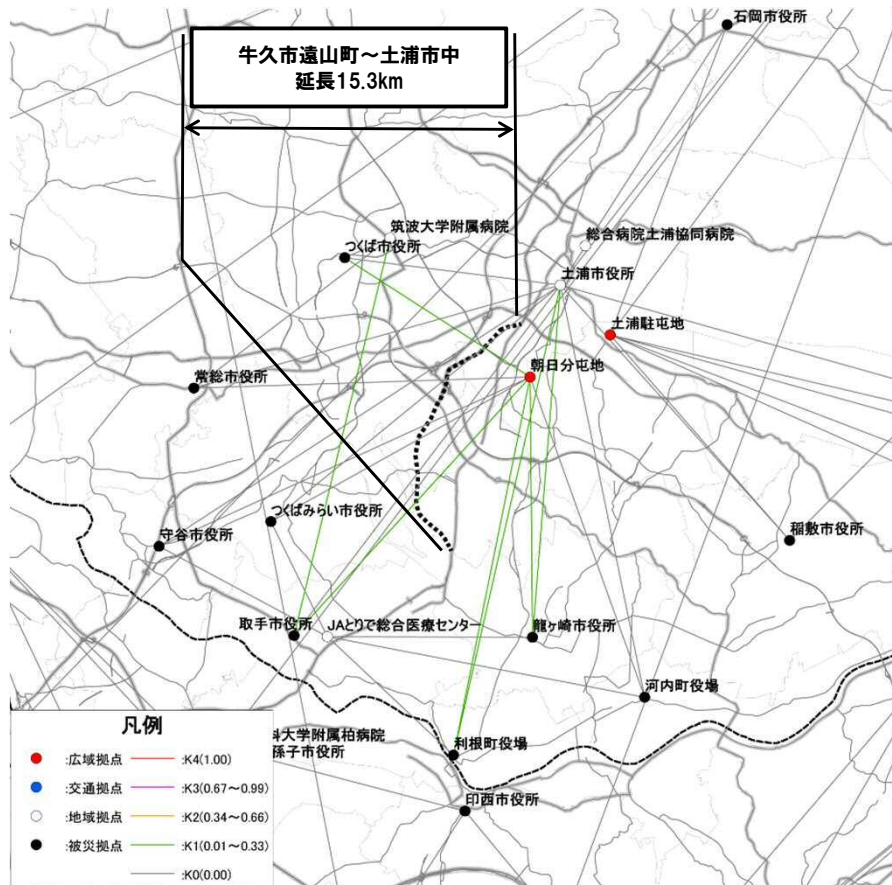 石岡市役所
牛久市遠山町～土浦市中
延長15.3km
筑波大学附属病院
つくば市役所
総合病院土浦協同病院
土浦市役所
土浦駐屯地
朝日分屯地
常総市役所
つくばみらい市役所
守谷市役所
稲敷市役所
取手市役所
JAとりで総合医療センター
龍ヶ崎市役所
河内町役場
凡例
科大学附属柏病院
孫子市役所
利根町役場
印西市役所
:広域拠点 :K4(1.00)
:交通拠点 :K3(0.67～0.99)
:地域拠点 :K2(0.34～0.66)
:被災拠点 :K1(0.01～0.33)
:K0(0.00)